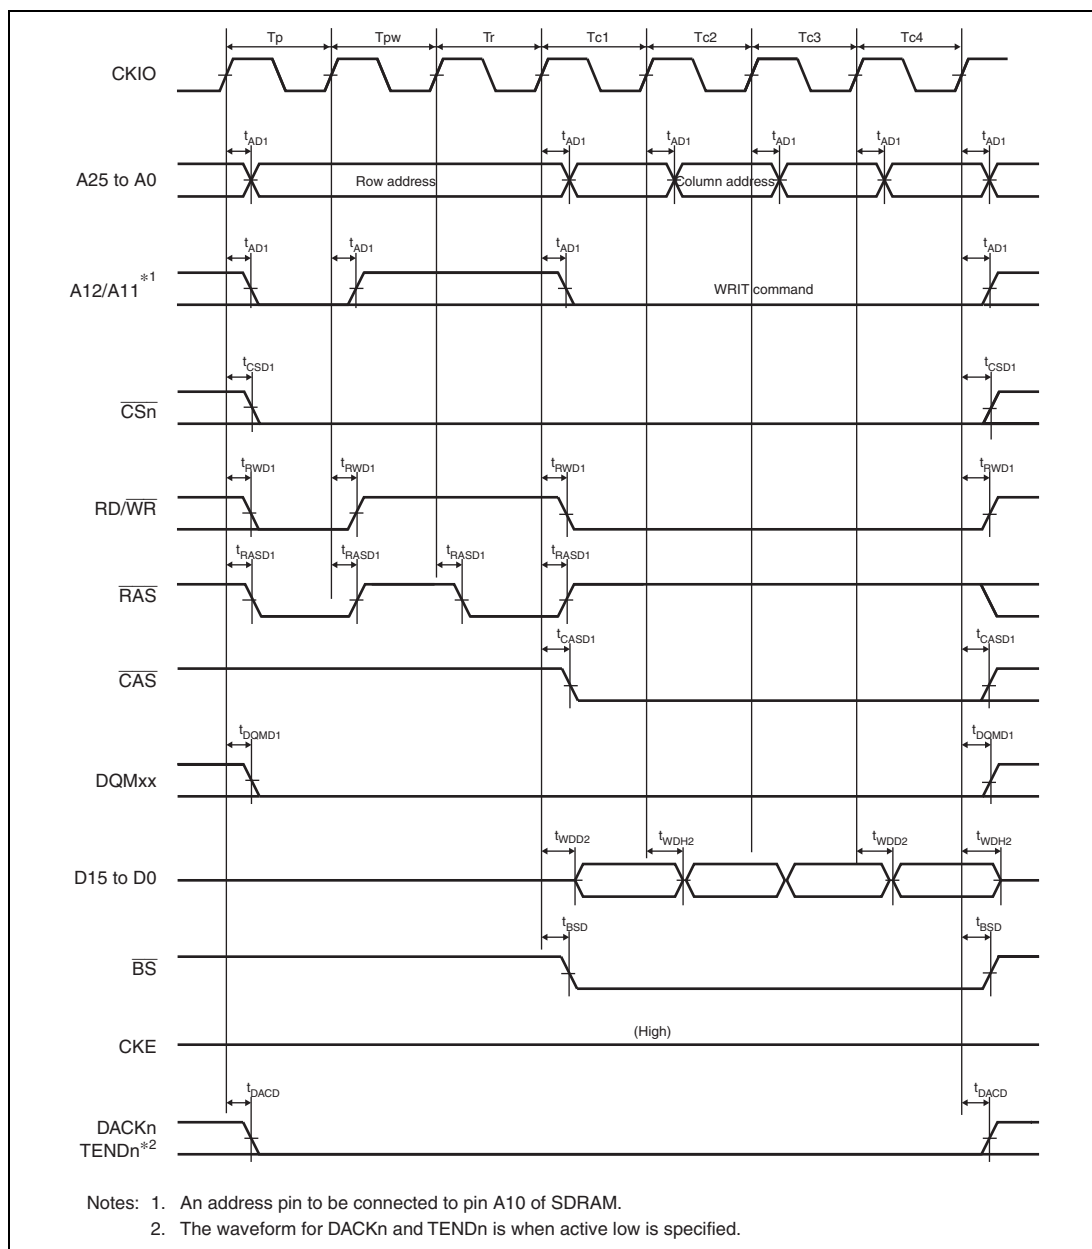 Tp Tpw Tr Tc1 Tc2 Tc3 Tc4
CKIO
tAD1 tAD1 tAD1 tAD1 tAD1 tAD1
A25 to A0 Row address Column address
tAD1 tAD1 tAD1 tAD1
A12/A11*1 WRIT command
tCSD1 tCSD1
CSn
tRWD1 tRWD1 tRWD1 tRWD1
RD/WR
tRASD1 tRASD1 tRASD1 tRASD1
RAS
tCASD1 tCASD1
CAS
tDQMD1 tDQMD1
DQMxx
tWDD2 tWDH2 tWDD2 tWDH2
D15 to D0
tBSD tBSD
BS
(High)
CKE
tDACD tDACD
DACKn
TENDn*2
Notes: 1. An address pin to be connected to pin A10 of SDRAM.
2. The waveform for DACKn and TENDn is when active low is specified.